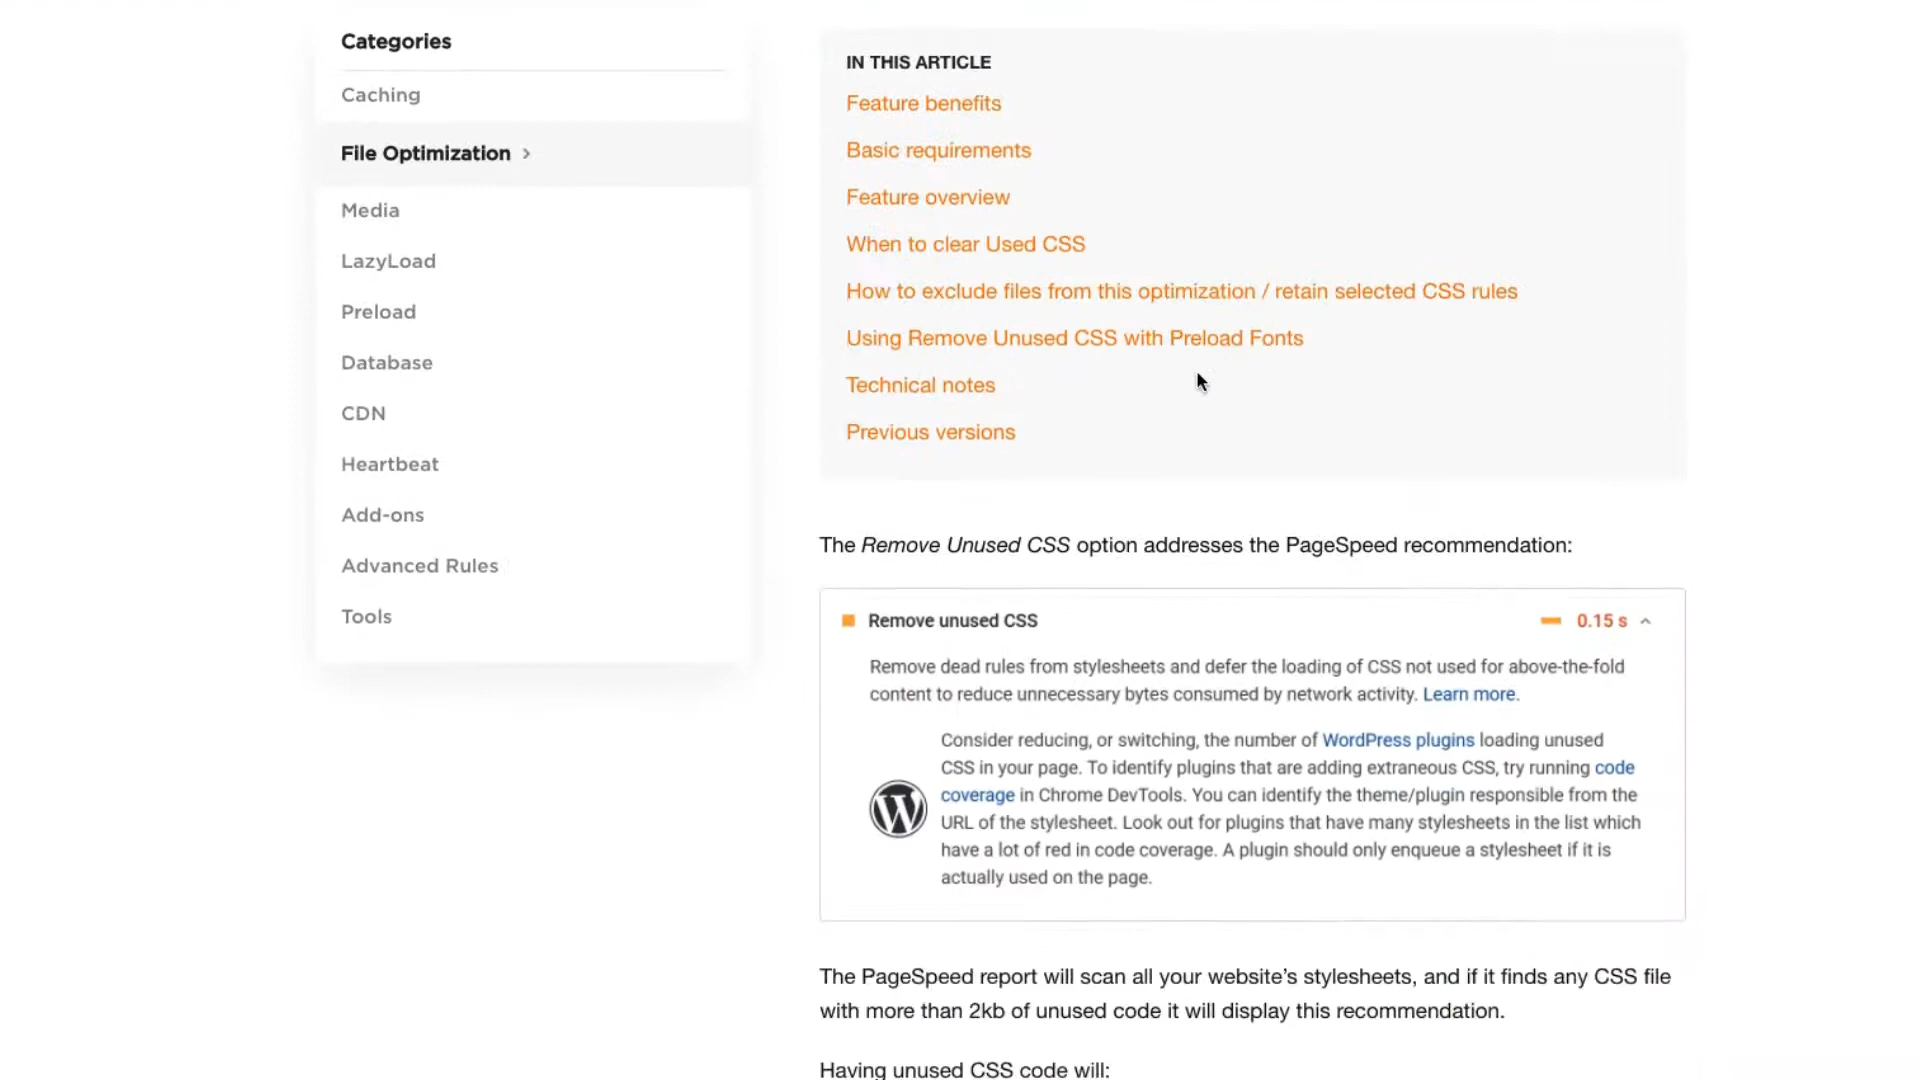 Categories
Caching
File Optimization
Media
LazyLoad
Preload
Database
CDN
Heartbeat
Add-ons
Advanced Rules
Tools
IN THIS ARTICLE
Feature benefits
Basic requirements
Feature overview
When to clear Used CSS
How to exclude files from this optimization / retain selected CSS rules
Using Remove Unused CSS with Preload Fonts
Technical notes
Previous versions
The Remove Unused CSS option addresses the PageSpeed recommendation:
Remove unused CSS 0.15 s
Remove dead rules from stylesheets and defer the loading of CSS not used for above-the-fold
content to reduce unnecessary bytes consumed by network activity. Learn more.
Consider reducing, or switching, the number of WordPress plugins loading unused
CSS in your page. To identify plugins that are adding extraneous CSS, try running code
coverage in Chrome DevTools. You can identify the theme/plugin responsible from the
URL of the stylesheet. Look out for plugins that have many stylesheets in the list which
have a lot of red in code coverage. A plugin should only enqueue a stylesheet if it is
actually used on the page.
The PageSpeed report will scan all your website’s stylesheets, and if it finds any CSS file
with more than 2kb of unused code it will display this recommendation.
Having unused CSS code will: